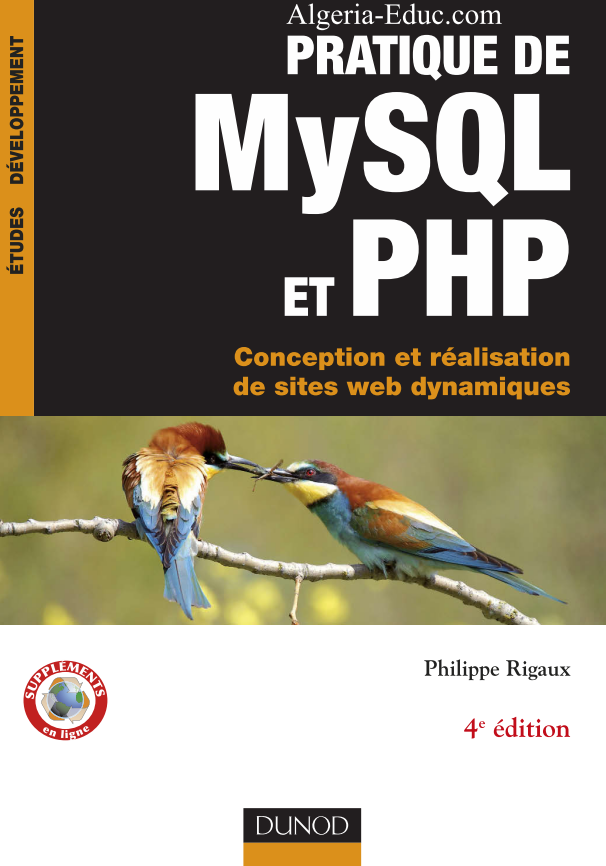 Algeria-Educ.com
PRATIQUE DE
MySQL
ET PHP
Conception et réalisation
de sites web dynamiques
ÉTUDES DÉVELOPPEMENT
Philippe Rigaux
SUPPLÉMENTS
en ligne
4e édition
DUNOD